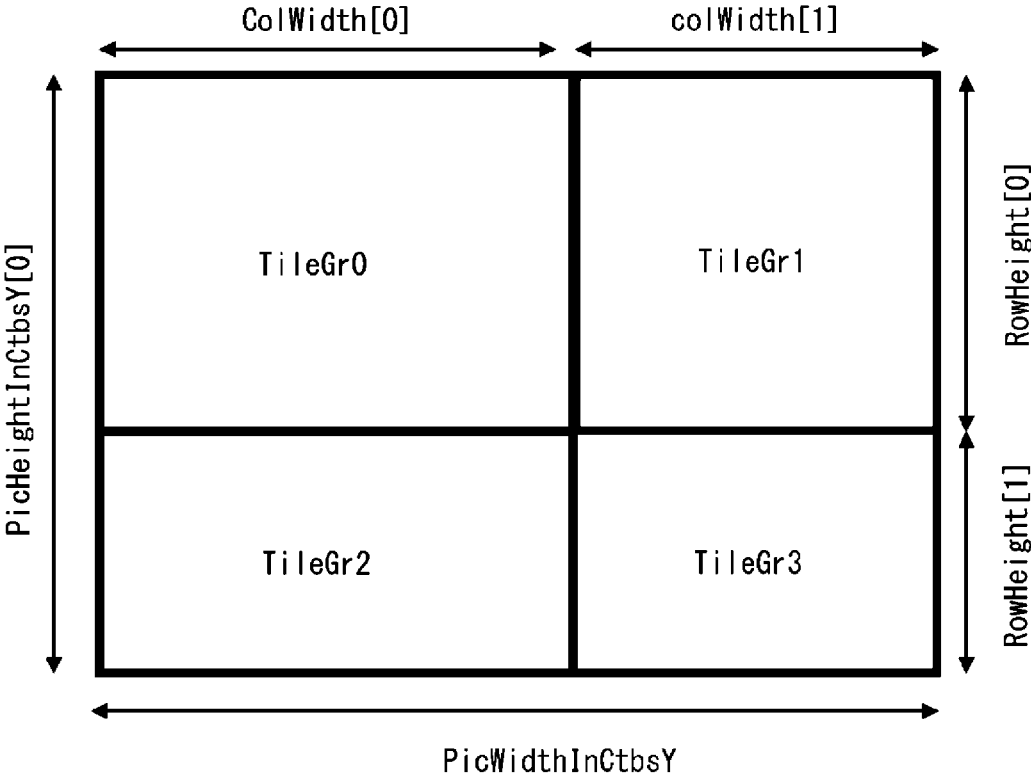 ColWidth[0]
colWidth[1]
PicHeightInCtbsY[0]
TileGr0
TileGr1
RowHeight[0]
TileGr2
TileGr3
RowHeight[1]
PicWidthInCtbsY